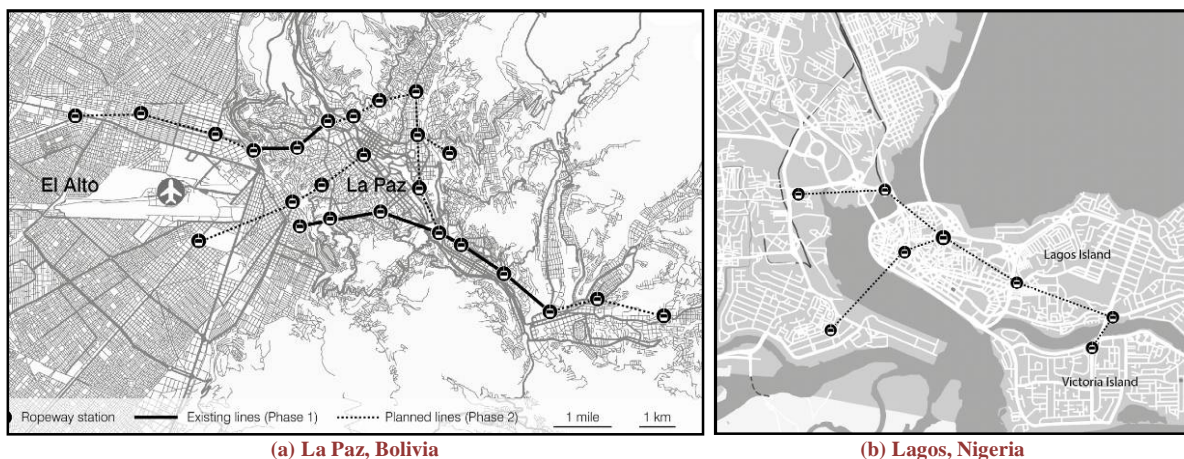 El Alto
La Paz
Ropeway station
Existing lines (Phase 1)
Planned lines (Phase 2)
1 mile
1 km
(a) La Paz, Bolivia
Lagos Island
Victoria Island
(b) Lagos, Nigeria